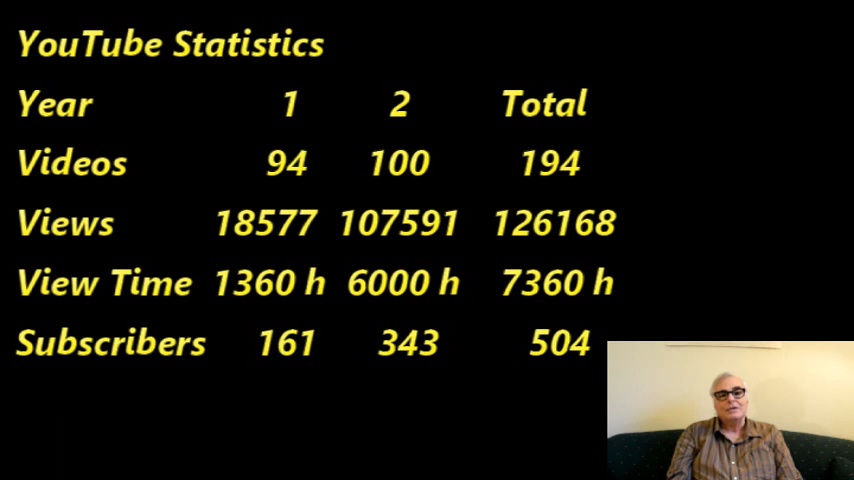 YouTube Statistics
Year 1 2 Total
Videos 94 100 194
Views 18577 107591 126168
View Time 1360 h 6000 h 7360 h
Subscribers 161 343 504